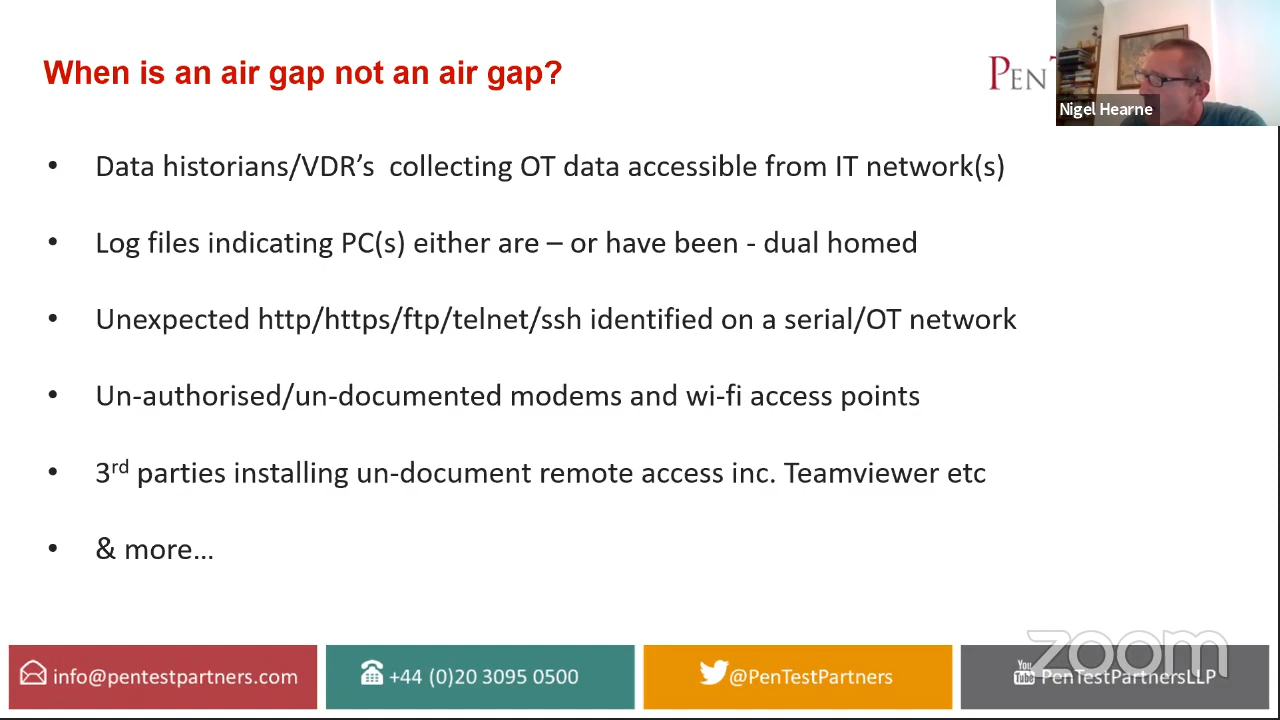 When is an air gap not an air gap?
PEN
Nigel Hearne
• Data historians/VDR’s  collecting OT data accessible from IT network(s)
• Log files indicating PC(s) either are – or have been - dual homed
• Unexpected http/https/ftp/telnet/ssh identified on a serial/OT network
• Un-authorised/un-documented modems and wi-fi access points
• 3rd parties installing un-document remote access inc. Teamviewer etc
• & more…
zoom
info@pentestpartners.com
+44 (0)20 3095 0500
@PenTestPartners
You Tube PenTestPartnersLLP